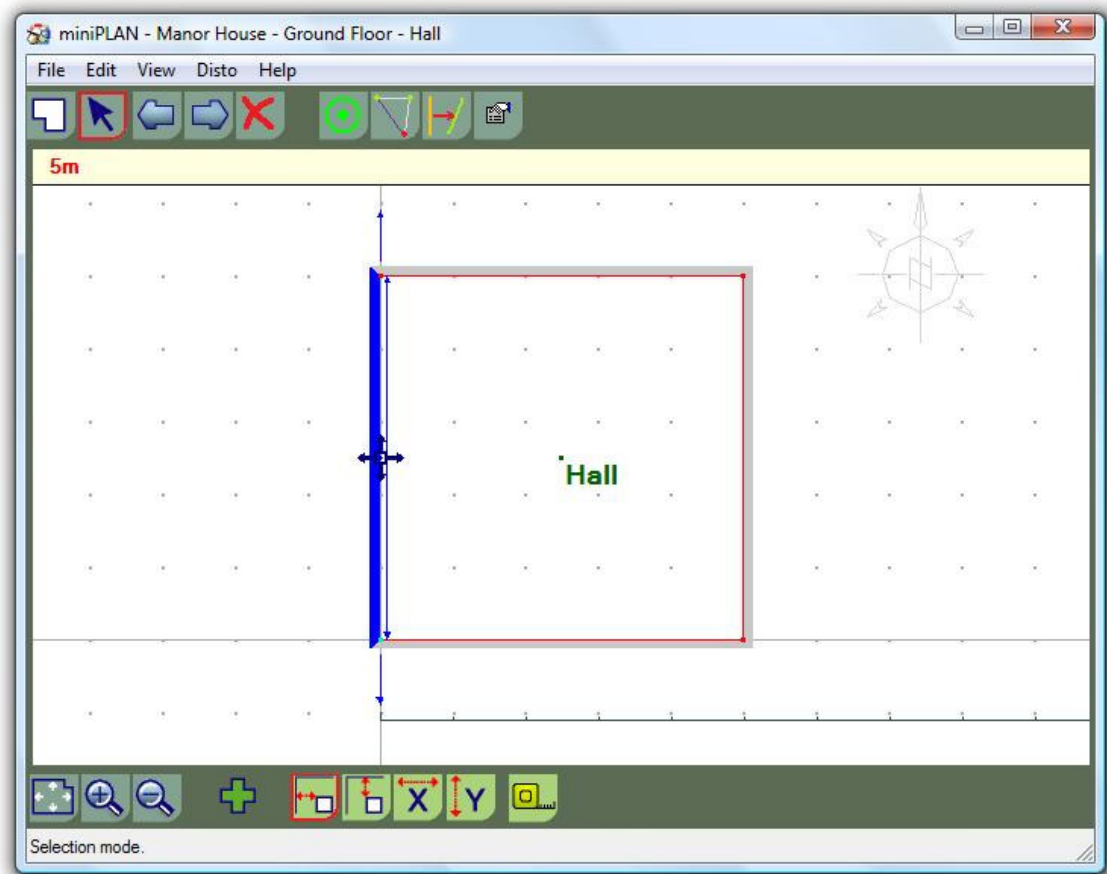 miniPLAN - Manor House - Ground Floor - Hall
File Edit View Disto Help
5m
N
Hall
X Y
Selection mode.